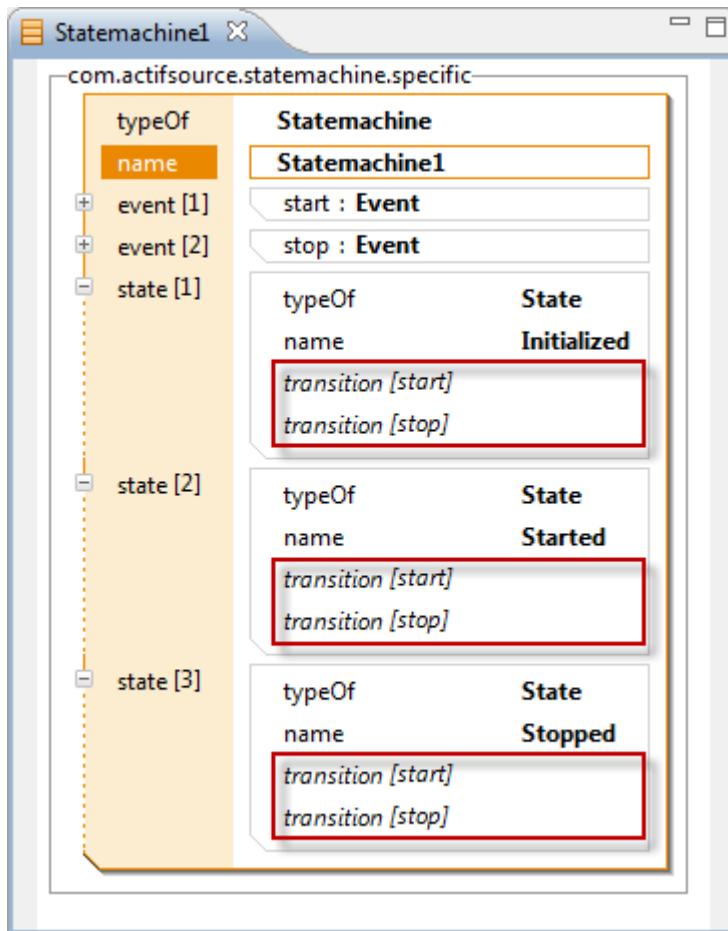 Statemachine1
com.actifsource.statemachine.specific
typeOf Statemachine
name Statemachine1
event [1] start : Event
event [2] stop : Event
state [1] typeOf State
name Initialized
transition [start]
transition [stop]
state [2] typeOf State
name Started
transition [start]
transition [stop]
state [3] typeOf State
name Stopped
transition [start]
transition [stop]